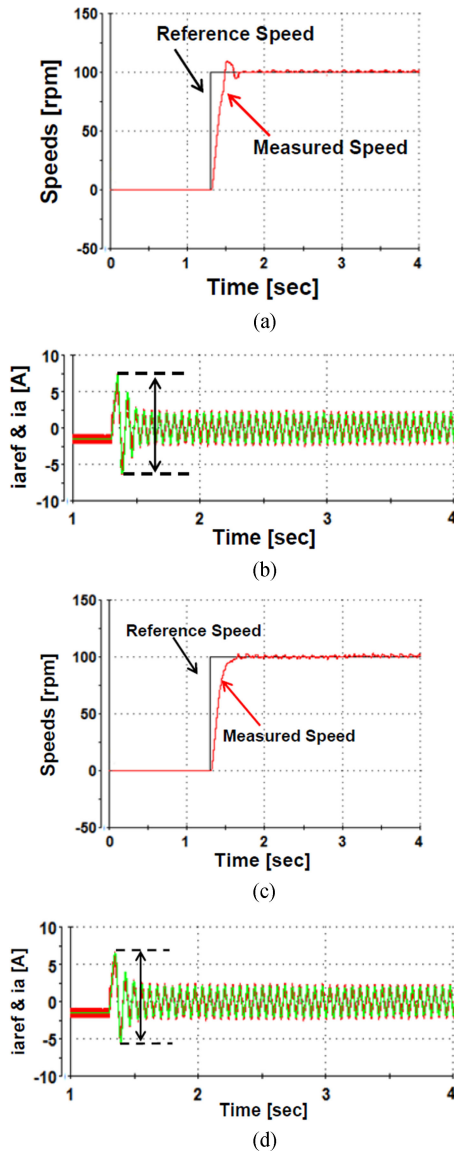 150
100
50
0
-50
Speeds [rpm]
Reference Speed
Measured Speed
0
1
2
3
4
Time [sec]
(a)
10
5
0
-5
-10
iaref & ia [A]
1
2
3
4
Time [sec]
(b)
150
100
50
0
-50
Speeds [rpm]
Reference Speed
Measured Speed
0
1
2
3
4
Time [sec]
(c)
10
5
0
-5
-10
iaref & ia [A]
1
2
3
4
Time [sec]
(d)